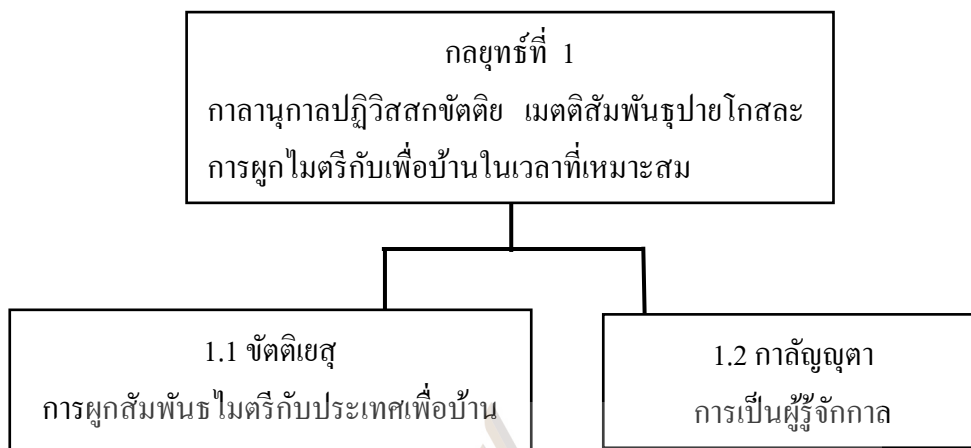 กลยุทธ์ที่ 1
กาลานุกาลปฏิวิสสกขัตติย เมตติสัมพันธุปายโกสละ
การผูกไมตรีกับเพื่อบ้านในเวลาที่เหมาะสม
1.1 ขัตติเยสุ
การผูกสัมพันธไมตรีกับประเทศเพื่อบ้าน
1.2 กาลัญญุตา
การเป็นผู้รู้จักกาล